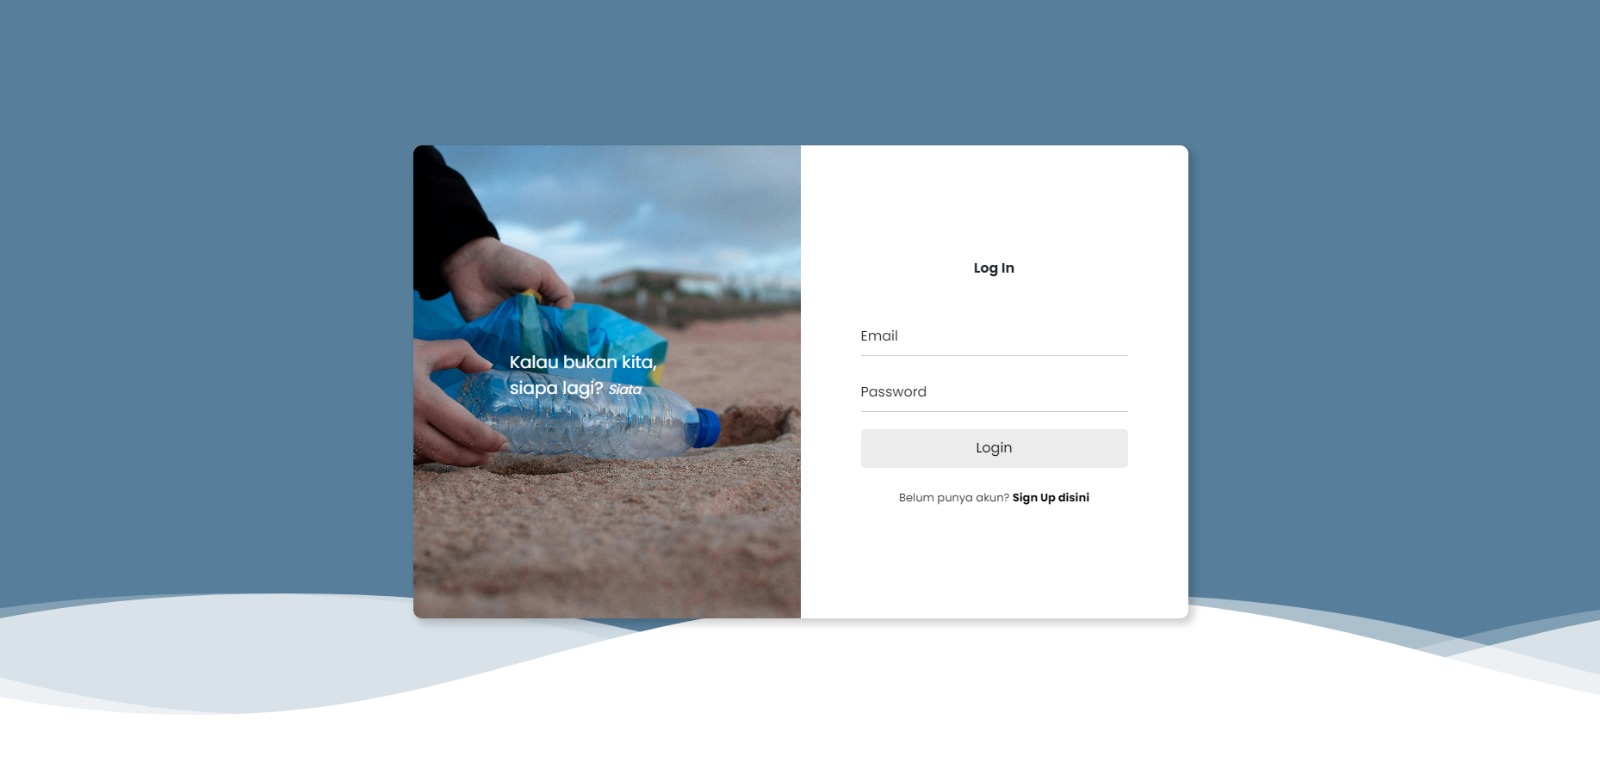 Kalau bukan kita,
siapa lagi? Siata
Log In
Email
Password
Login
Belum punya akun? Sign Up disini